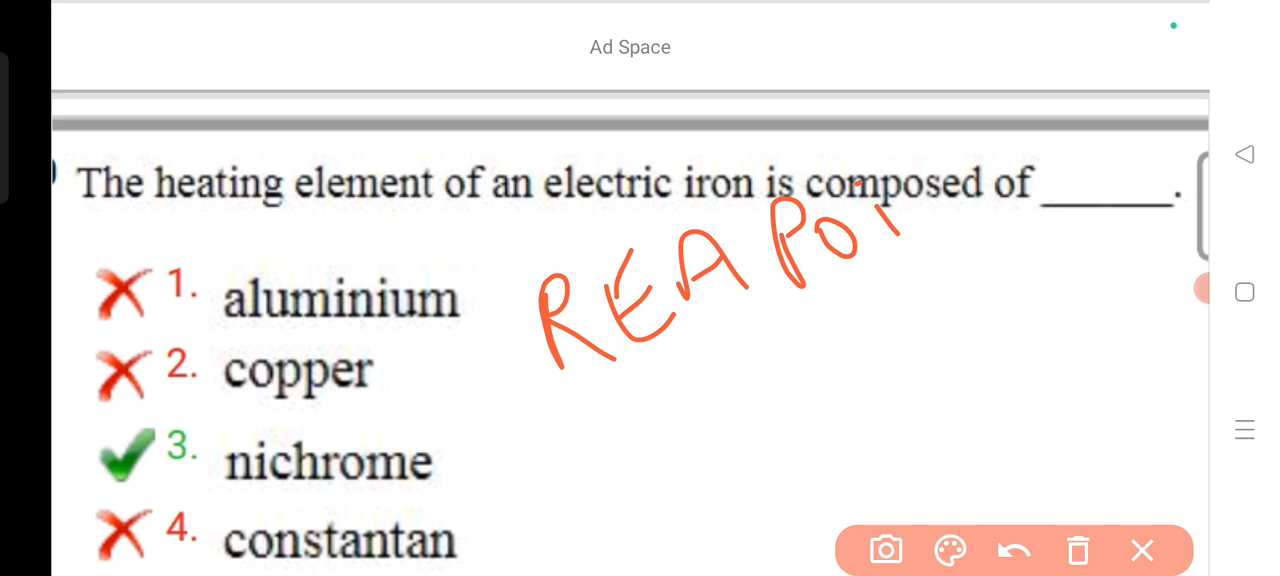 Ad Space
The heating element of an electric iron is composed of ______.
1. aluminium
2. copper
3. nichrome
4. constantan